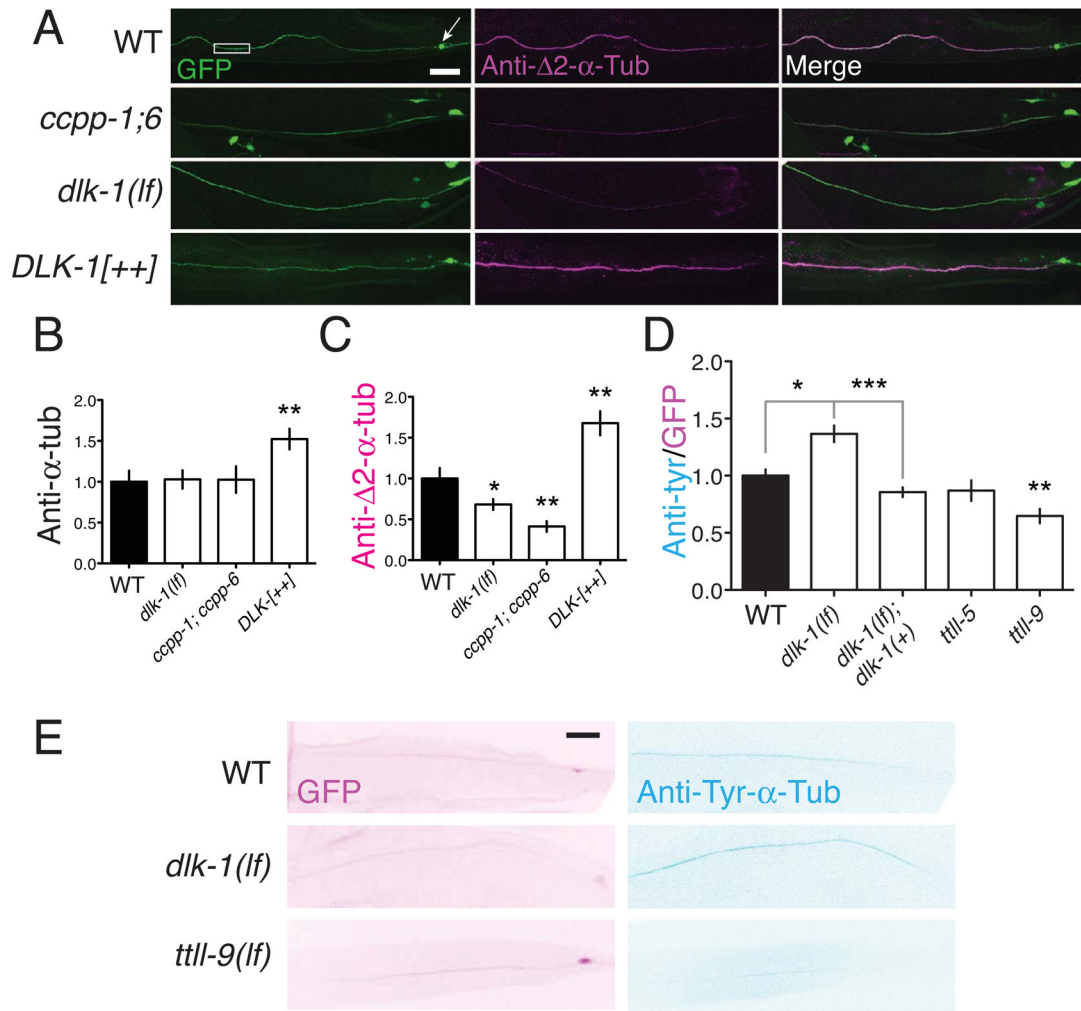 A
WT
GFP
Anti-Δ2-α-Tub
Merge
ccpp-1;6
dlk-1(lf)
DLK-1[++]
B
Anti-α-tub
2.0
1.5
1.0
0.5
0.0
**
WT
dlk-1(lf)
ccpp-1; ccpp-6
DLK-[++]
C
Anti-Δ2-α-tub
2.0
1.5
1.0
0.5
0.0
*
**
**
WT
dlk-1(lf)
ccpp-1; ccpp-6
DLK-[++]
D
Anti-tyr/GFP
2.0
1.5
1.0
0.5
0.0
*
***
**
WT
dlk-1(lf)
dlk-1(lf);
dlk-1(+)
ttll-5
ttll-9
E
WT
GFP
Anti-Tyr-α-Tub
dlk-1(lf)
ttll-9(lf)